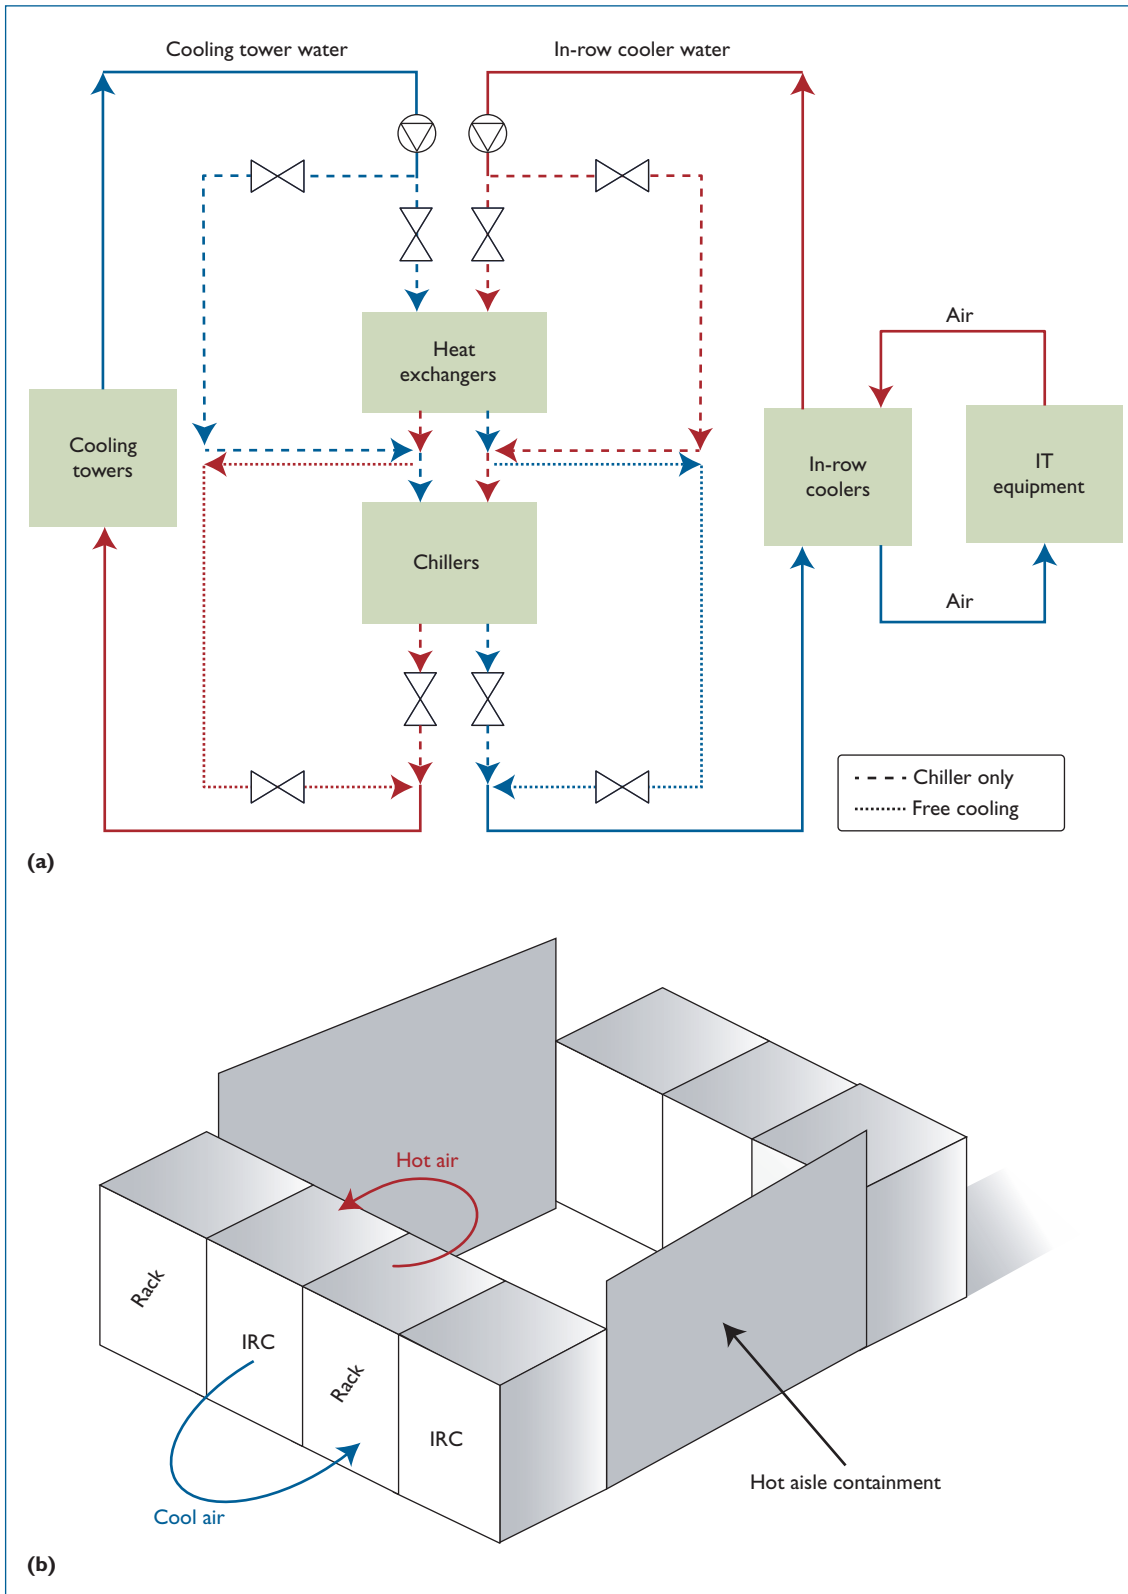 Cooling tower water
In-row cooler water
Air
Heat
exchangers
Cooling
towers
In-row
coolers
IT
equipment
Chillers
Air
Chiller only
Free cooling
(a)
Hot air
Rack
IRC
Rack
IRC
Hot aisle containment
Cool air
(b)